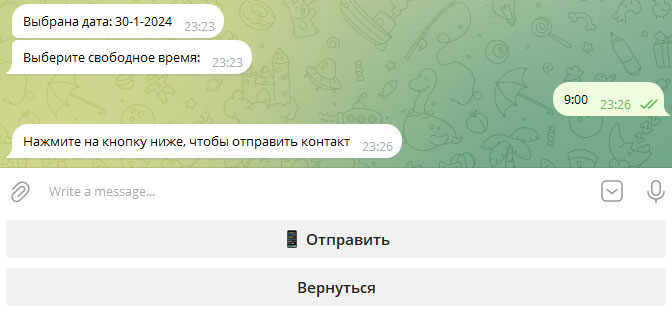 Выбрана дата: 30-1-2024 23:23
Выберите свободное время: 23:23
9:00 23:26
Нажмите на кнопку ниже, чтобы отправить контакт 23:26
Write a message...
Отправить
Вернуться